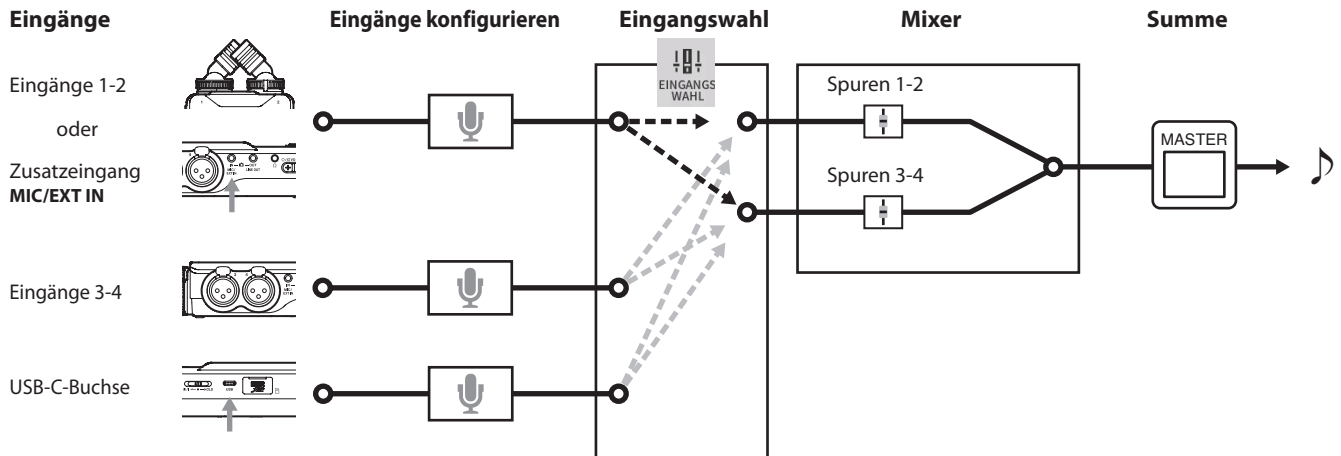 Eingänge Eingänge konfigurieren Eingangswahl Mixer Summe
Eingänge 1-2
oder
Zusatzeingang
MIC/EXT IN
EINGANGS
WAHL
Spuren 1-2
Spuren 3-4
MASTER
Eingänge 3-4
USB-C-Buchse
USB